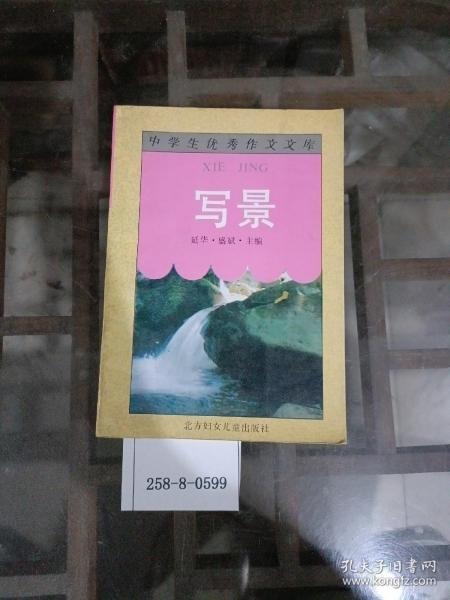 中学生优秀作文文库
XIE JING
写景
延华·盛斌·主编
北方妇女儿童出版社
258-8-0599
孔夫子旧书网
www.kongfz.com